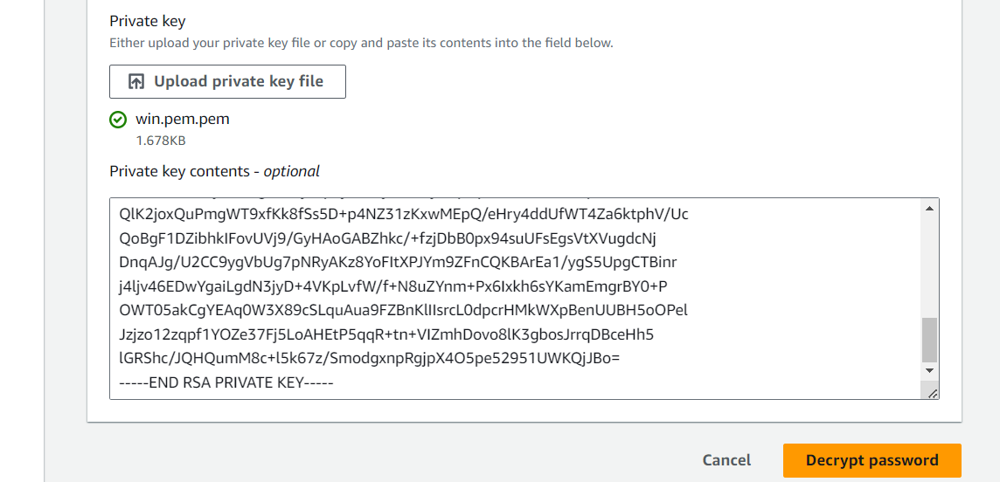 Private key
Either upload your private key file or copy and paste its contents into the field below.
Upload private key file
win.pem.pem
1.678KB
Private key contents - optional
QlK2joxQuPmgWT9xfKk8fSs5D+p4NZ31zKxwMEpQ/eHry4ddUfWT4Za6ktphV/Uc
QoBgF1DZibhkIFovUVj9/GyHAoGABZhkc/+fzjDbB0px94suUFsEgsVtXVugdcNj
DnqAJg/U2CC9ygVbUg7pNRyAKz8YoFItXPJYm9ZFnCQKBArEa1/ygS5UpgCTBinr
j4ljv46EDwYgaiLgdN3jyD+4VKpLvfW/f+N8uZYnm+Px6Ixkh6sYKamEmgrBY0+P
OWT05akCgYEAq0W3X89cSLquAua9FZBnKlIIsrcL0dpcrHMkWXpBenUUBH5oOPel
Jzjzo12zqpf1YOZe37Fj5LoAHEtP5qqR+tn+VIZmhDovo8lK3gbosJrrqDBceHh5
lGRShc/JQHQumM8c+l5k67z/SmodgxnpRgjpX4O5pe52951UWKQjJBo=
-----END RSA PRIVATE KEY-----
Cancel
Decrypt password